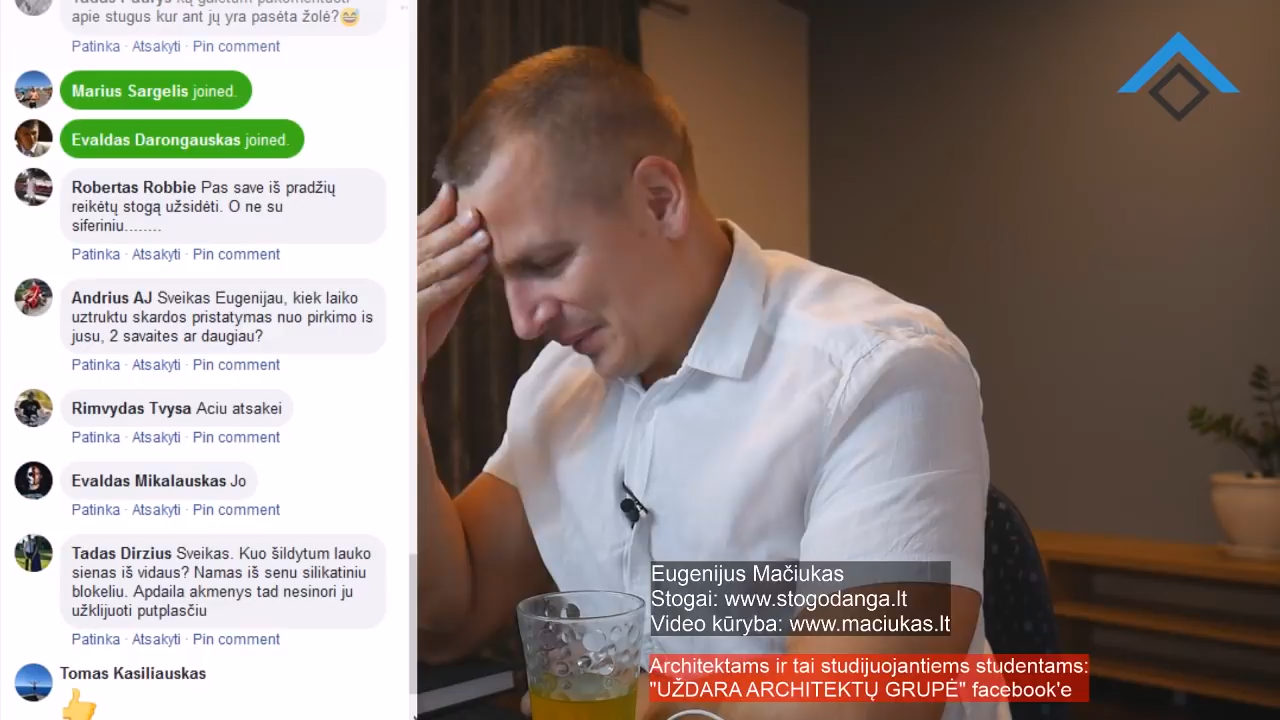 apie stugus kur ant jų yra pasėta žolė?😅
Patinka · Atsakyti · Pin comment
Marius Sargelis joined.
Evaldas Darongauskas joined.
Robertas Robbie Pas save iš pradžių
reikėtų stogą užsidėti. O ne su
siferiniu........
Patinka · Atsakyti · Pin comment
Andrius AJ Sveikas Eugenijau, kiek laiko
uztruktu skardos pristatymas nuo pirkimo is
jusu, 2 savaites ar daugiau?
Patinka · Atsakyti · Pin comment
Rimvydas Tvysa Aciu atsakei
Patinka · Atsakyti · Pin comment
Evaldas Mikalauskas Jo
Patinka · Atsakyti · Pin comment
Tadas Dirzius Sveikas. Kuo šildytum lauko
sienas iš vidaus? Namas iš senu silikatiniu
blokeliu. Apdaila akmenys tad nesinori ju
užklijuoti putplasčiu
Patinka · Atsakyti · Pin comment
Tomas Kasiliauskas
Eugenijus Mačiukas
Stogai: www.stogodanga.lt
Video kūryba: www.maciukas.lt
Architektams ir tai studijuojantiems studentams:
"UŽDARA ARCHITEKTŲ GRUPĖ" facebook'e